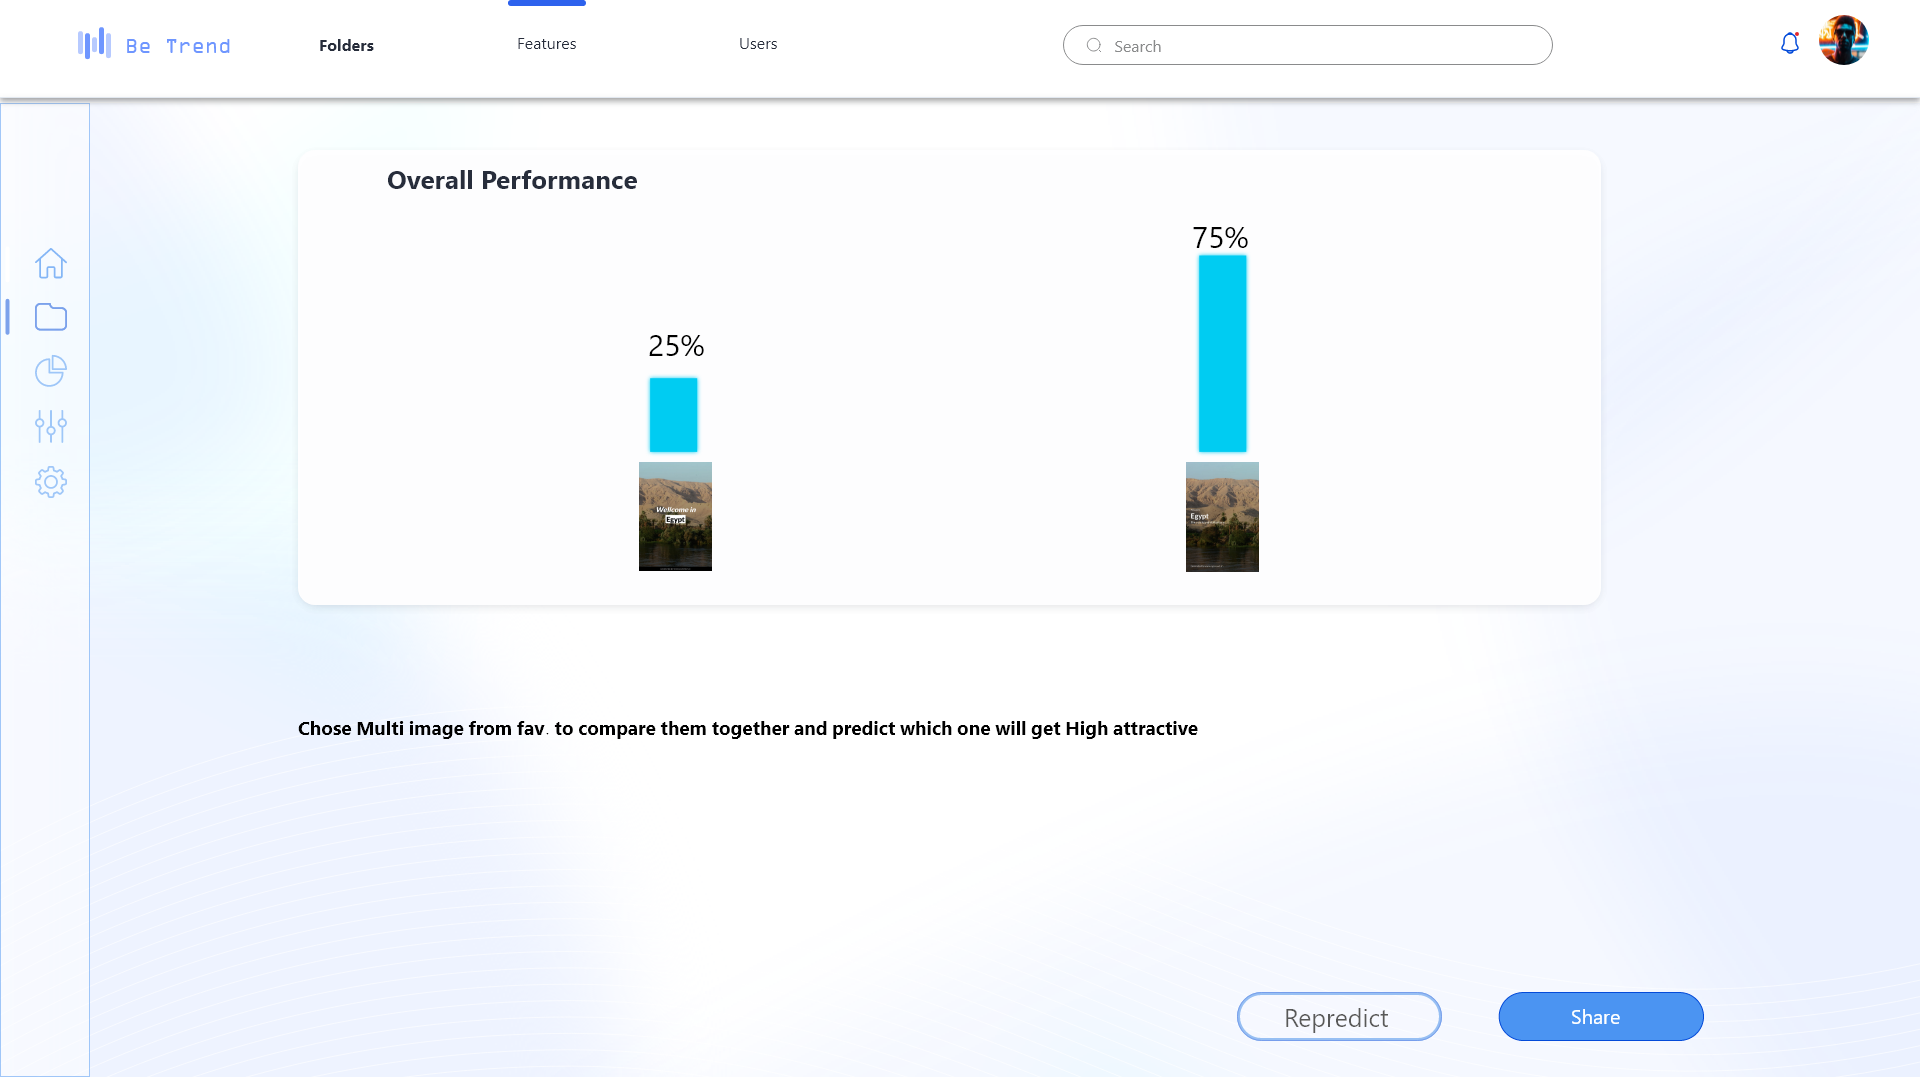 Be Trend
Folders
Features
Users
Search
Overall Performance
25%
75%
Wellcome in
Egypt
Egypt
Chose Multi image from fav. to compare them together and predict which one will get High attractive
Repredict
Share